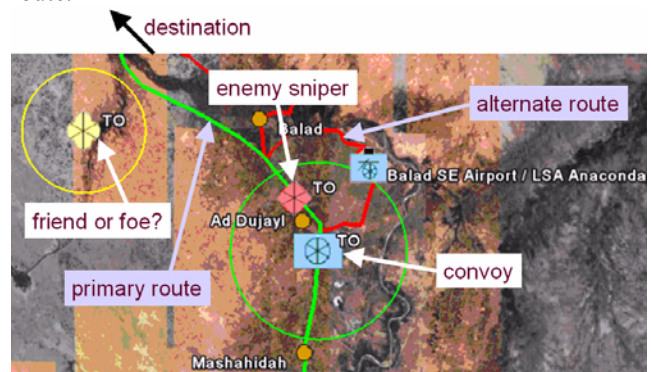 destination
enemy sniper
TO
alternate route
Balad
Balad SE Airport / LSA Anaconda
TO
friend or foe?
Ad Dujayl
TO
convoy
primary route
Mashahidah